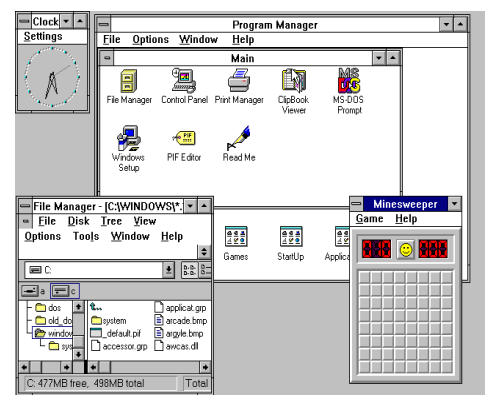 Clock
Settings
Program Manager
File Options Window Help
Main
File Manager
Control Panel
Print Manager
ClipBook
Viewer
MS-DOS
Prompt
Windows
Setup
PIF Editor
Read Me
Games
StartUp
Applica
File Manager - [C:\WINDOWS\*.
File Disk Tree View
Options Tools Window Help
C:
a c
dos
old_do
window
sys
system
_default.pif
accessor.grp
applicat.grp
arcade.bmp
argyle.bmp
awcas.dll
C: 477MB free, 498MB total
Total
Minesweeper
Game Help